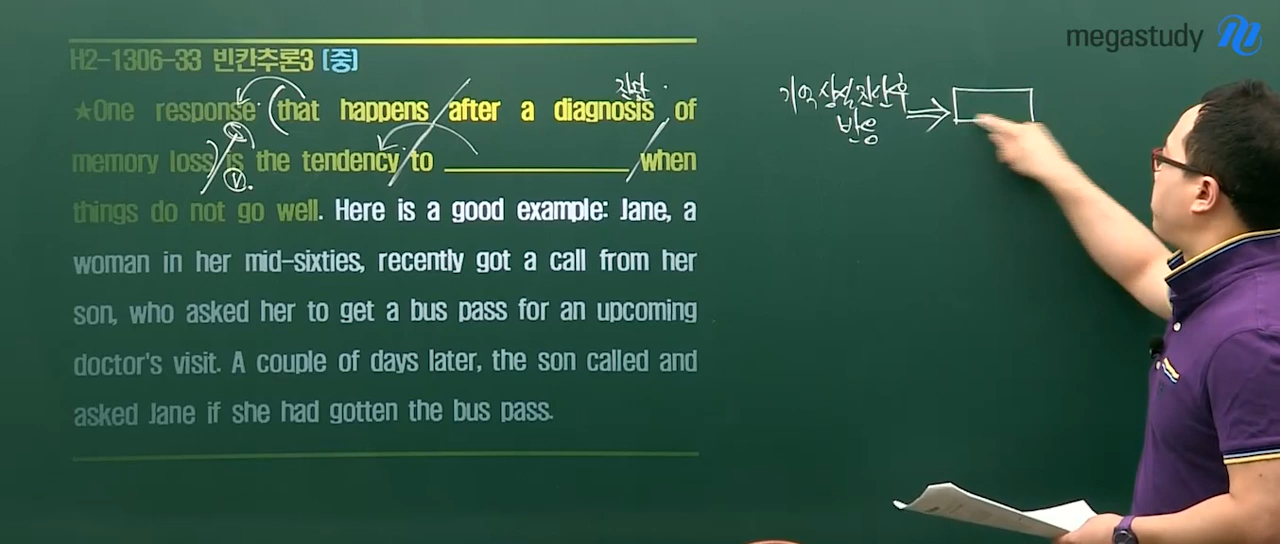 megastudy
H2-1306-33 빈칸추론3 [중]
★One response (that happens after a diagnosis of
memory loss is the tendency to ____________ when
things do not go well. Here is a good example: Jane, a
woman in her mid-sixties, recently got a call from her
son, who asked her to get a bus pass for an upcoming
doctor's visit. A couple of days later, the son called and
asked Jane if she had gotten the bus pass.
진단
V
기억 상실 진단 후
반응